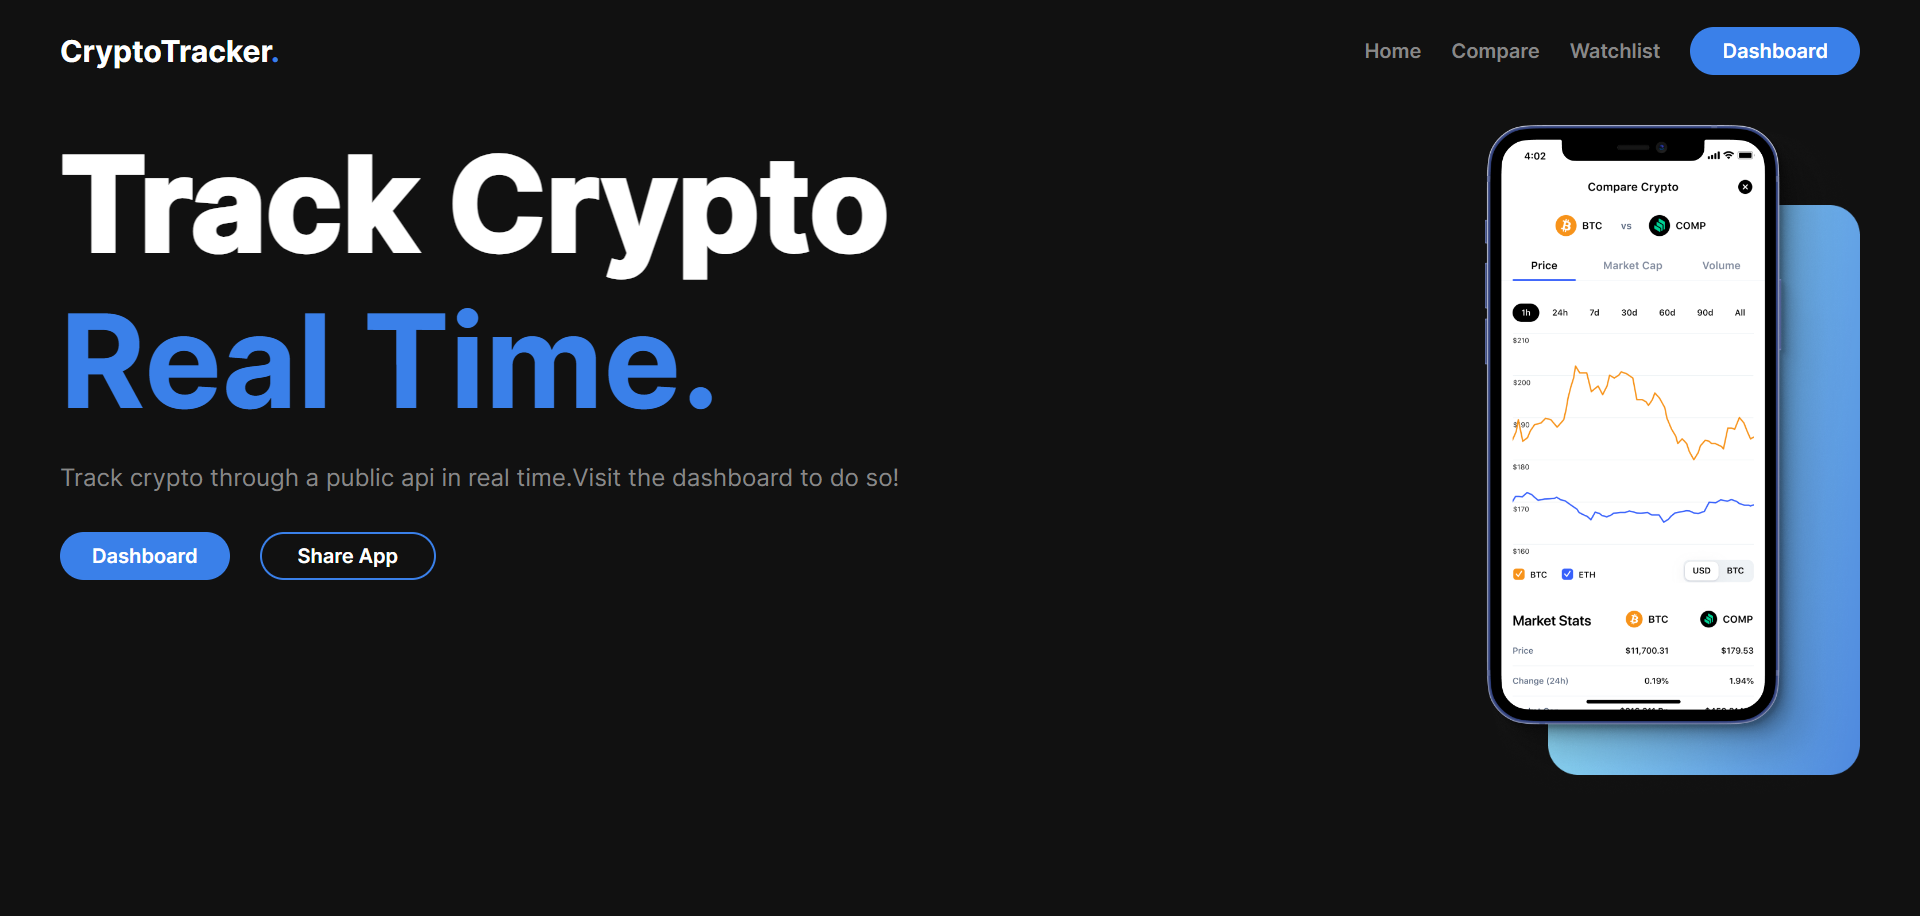 CryptoTracker.
Home Compare Watchlist Dashboard
Track Crypto
Real Time.
Track crypto through a public api in real time.Visit the dashboard to do so!
Dashboard Share App
4:02
Compare Crypto
BTC vs COMP
Price Market Cap Volume
1h 24h 7d 30d 60d 90d All
$210
$200
$190
$180
$170
$160
BTC ETH USD BTC
Market Stats BTC COMP
Price $11,700.31 $179.53
Change (24h) 0.19% 1.94%